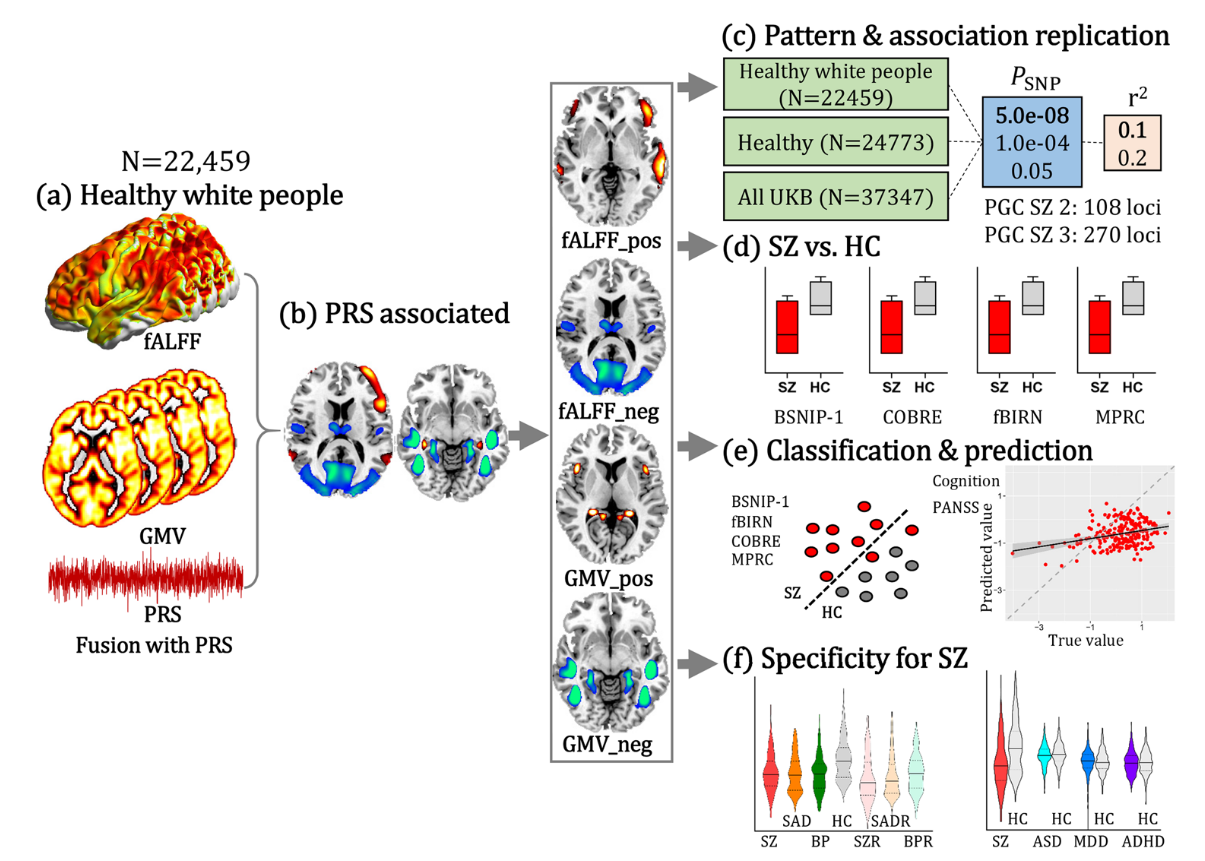 N=22,459
(a) Healthy white people
fALFF
GMV
PRS
Fusion with PRS
(b) PRS associated
fALFF_pos
fALFF_neg
GMV_pos
GMV_neg
(c) Pattern & association replication
Healthy white people
(N=22459)
Healthy (N=24773)
All UKB (N=37347)
PSNP
5.0e-08
1.0e-04
0.05
r2
0.1
0.2
PGC SZ 2: 108 loci
PGC SZ 3: 270 loci
(d) SZ vs. HC
SZ HC
BSNIP-1
SZ HC
COBRE
SZ HC
fBIRN
SZ HC
MPRC
(e) Classification & prediction
BSNIP-1
fBIRN
COBRE
MPRC
SZ
HC
Cognition
PANSS
Predicted value
1
-1
-3
-3 -1 1
True value
(f) Specificity for SZ
SAD HC SADR
SZ BP SZR BPR
HC HC HC HC
SZ ASD MDD ADHD